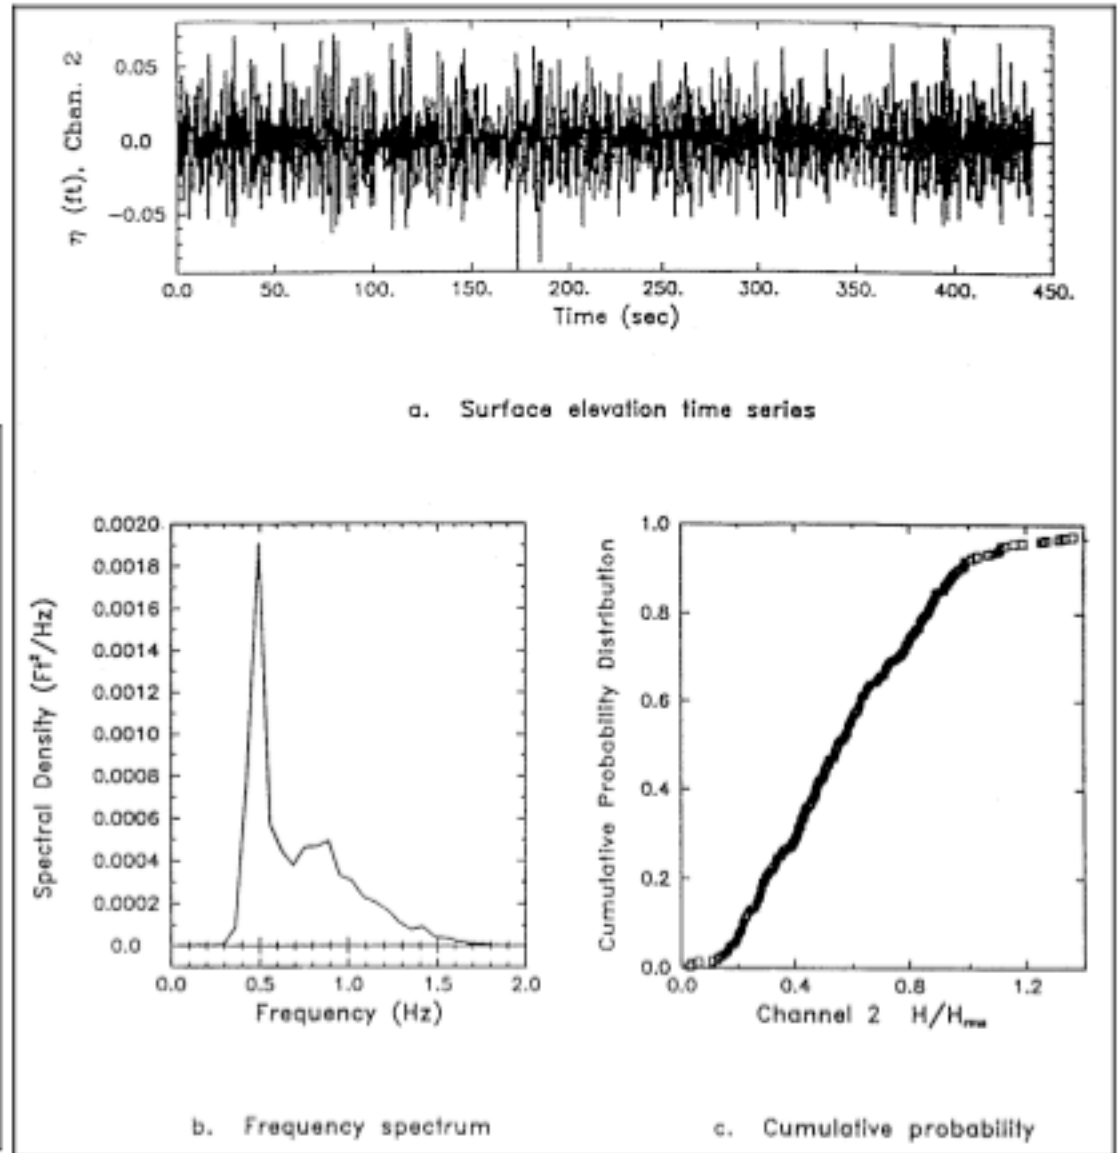 η (ft), Chan. 2
0.05
0.0
−0.05
0.0 50. 100. 150. 200. 250. 300. 350. 400. 450.
Time (sec)
a. Surface elevation time series
Spectral Density (Ft²/Hz)
0.0020
0.0018
0.0016
0.0014
0.0012
0.0010
0.0008
0.0006
0.0004
0.0002
0.0
0.0 0.5 1.0 1.5 2.0
Frequency (Hz)
b. Frequency spectrum
Cumulative Probability Distribution
1.0
0.8
0.6
0.4
0.2
0.0
0.0 0.4 0.8 1.2
Channel 2 H/Hrms
c. Cumulative probability